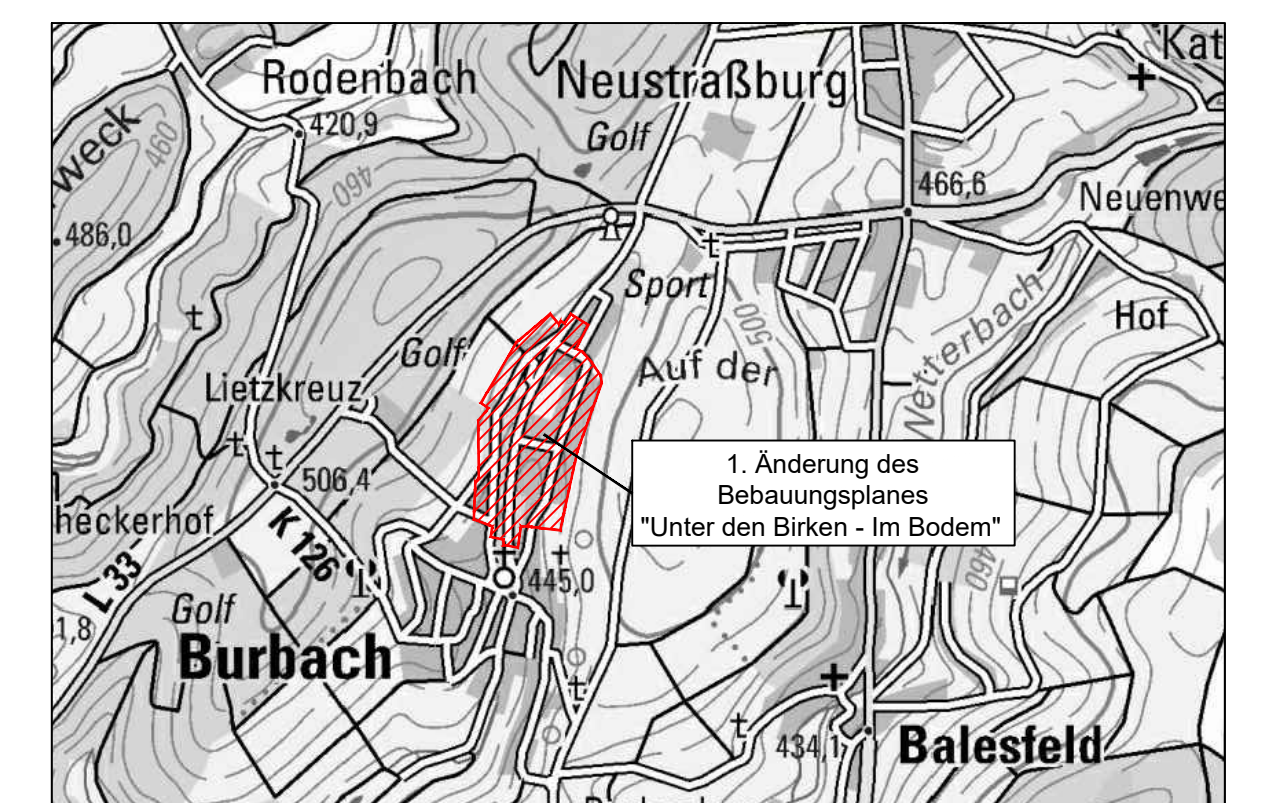 Kat
Rodenbach
Neustraßburg
420,9
Golf
weck
460
460
466,6
Neuenwe
486,0
Sport
500
Hof
Netterbach
Golf
Auf der
Lietzkreuz
1. Änderung des
Bebauungsplanes
"Unter den Birken - Im Bodem"
506,4
heckerhof
K 126
L 33
460
445,0
Golf
1,8
Burbach
434,1
Balesfeld